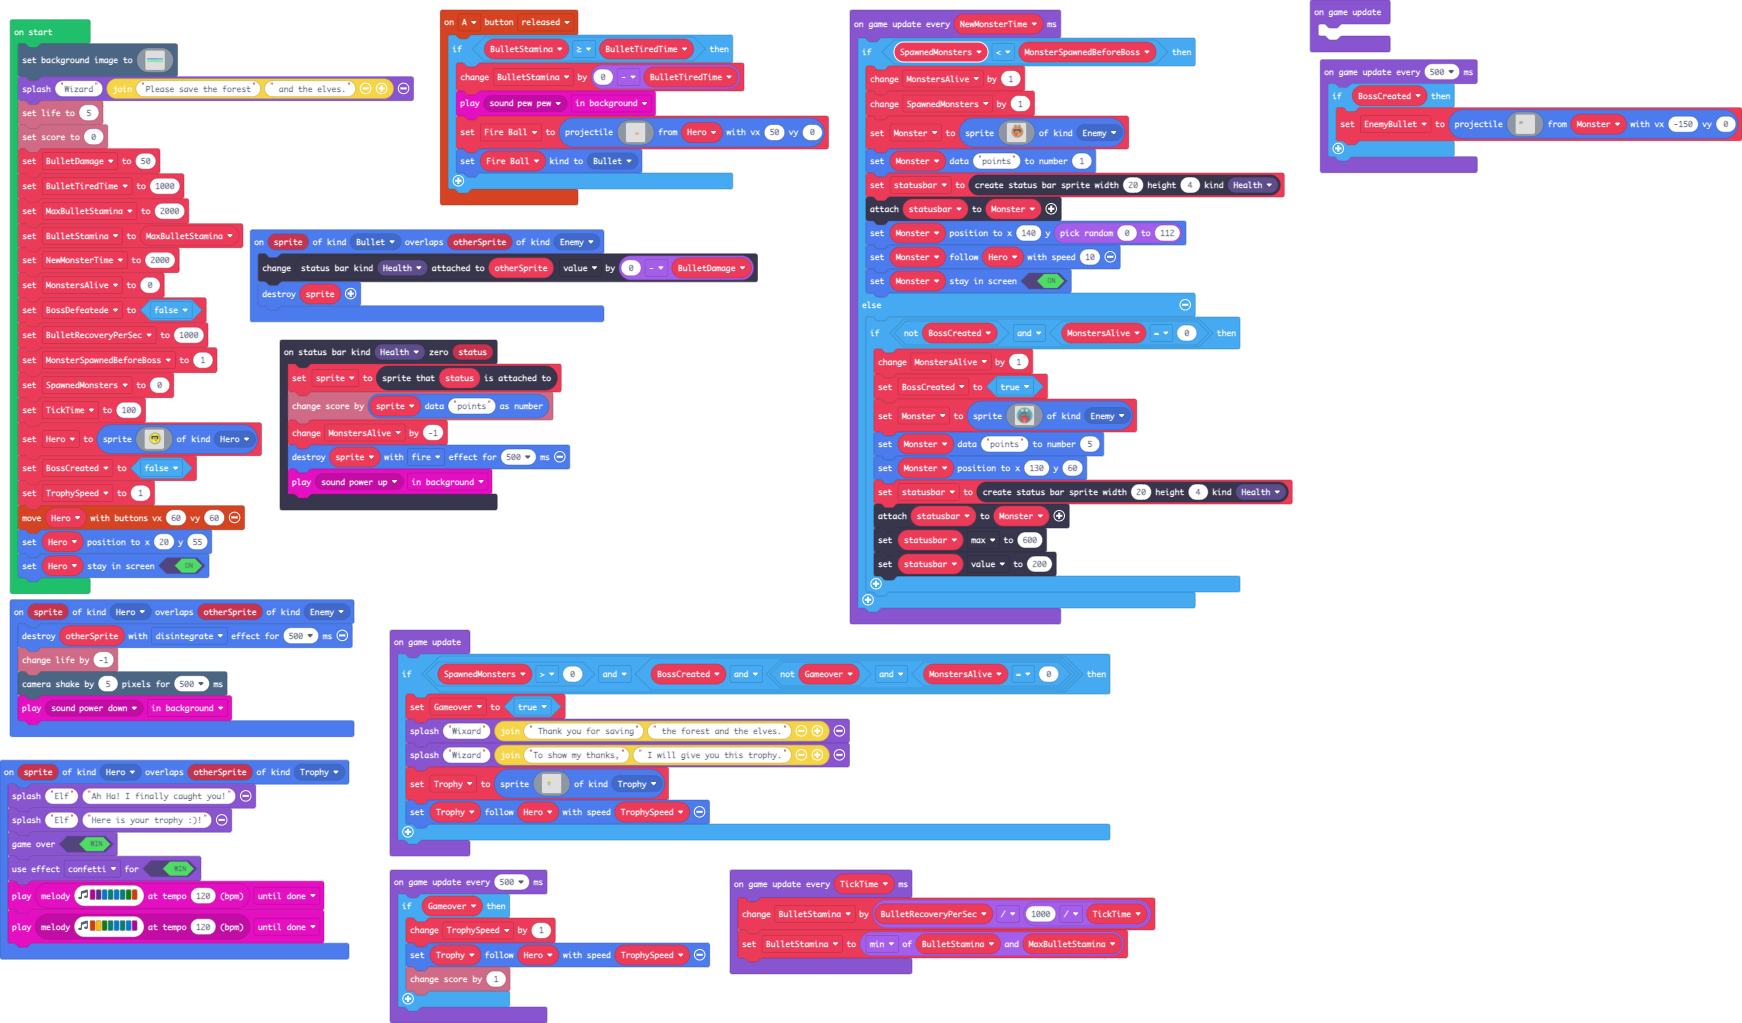 on start
set background image to
splash "Wizard" join "Please save the forest" " and the elves."
set life to 5
set score to 0
set BulletDamage to 50
set BulletTiredTime to 1000
set MaxBulletStamina to 2000
set BulletStamina to MaxBulletStamina
set NewMonsterTime to 2000
set MonstersAlive to 0
set BossDefeatede to false
set BulletRecoveryPerSec to 1000
set MonsterSpawnedBeforeBoss to 1
set SpawnedMonsters to 0
set TickTime to 100
set Hero to sprite of kind Hero
set BossCreated to false
set TrophySpeed to 1
move Hero with buttons vx 60 vy 60
set Hero position to x 20 y 55
set Hero stay in screen ON
on sprite of kind Hero overlaps otherSprite of kind Enemy
destroy otherSprite with disintegrate effect for 500 ms
change life by -1
camera shake by 5 pixels for 500 ms
play sound power down in background
on sprite of kind Hero overlaps otherSprite of kind Trophy
splash "Elf" "Ah Ha! I finally caught you!"
splash "Elf" "Here is your trophy :)!"
game over WIN
use effect confetti for WIN
play melody at tempo 120 (bpm) until done
play melody at tempo 120 (bpm) until done
on A button released
if BulletStamina ≥ BulletTiredTime then
change BulletStamina by 0 - BulletTiredTime
play sound pew pew in background
set Fire Ball to projectile from Hero with vx 50 vy 0
set Fire Ball kind to Bullet
on sprite of kind Bullet overlaps otherSprite of kind Enemy
change status bar kind Health attached to otherSprite value by 0 - BulletDamage
destroy sprite
on status bar kind Health zero status
set sprite to sprite that status is attached to
change score by sprite data "points" as number
change MonstersAlive by -1
destroy sprite with fire effect for 500 ms
play sound power up in background
on game update
if SpawnedMonsters > 0 and BossCreated and not Gameover and MonstersAlive = 0 then
set Gameover to true
splash "Wixard" join " Thank you for saving" " the forest and the elves."
splash "Wizard" join "To show my thanks," " I will give you this trophy."
set Trophy to sprite of kind Trophy
set Trophy follow Hero with speed TrophySpeed
on game update every 500 ms
if Gameover then
change TrophySpeed by 1
set Trophy follow Hero with speed TrophySpeed
change score by 1
on game update every TickTime ms
change BulletStamina by BulletRecoveryPerSec / 1000 / TickTime
set BulletStamina to min of BulletStamina and MaxBulletStamina
on game update every NewMonsterTime ms
if SpawnedMonsters < MonsterSpawnedBeforeBoss then
change MonstersAlive by 1
change SpawnedMonsters by 1
set Monster to sprite of kind Enemy
set Monster data "points" to number 1
set statusbar to create status bar sprite width 20 height 4 kind Health
attach statusbar to Monster
set Monster position to x 140 y pick random 0 to 112
set Monster follow Hero with speed 10
set Monster stay in screen ON
else
if not BossCreated and MonstersAlive = 0 then
change MonstersAlive by 1
set BossCreated to true
set Monster to sprite of kind Enemy
set Monster data "points" to number 5
set Monster position to x 130 y 60
set statusbar to create status bar sprite width 20 height 4 kind Health
attach statusbar to Monster
set statusbar max to 600
set statusbar value to 200
on game update
on game update every 500 ms
if BossCreated then
set EnemyBullet to projectile from Monster with vx -150 vy 0